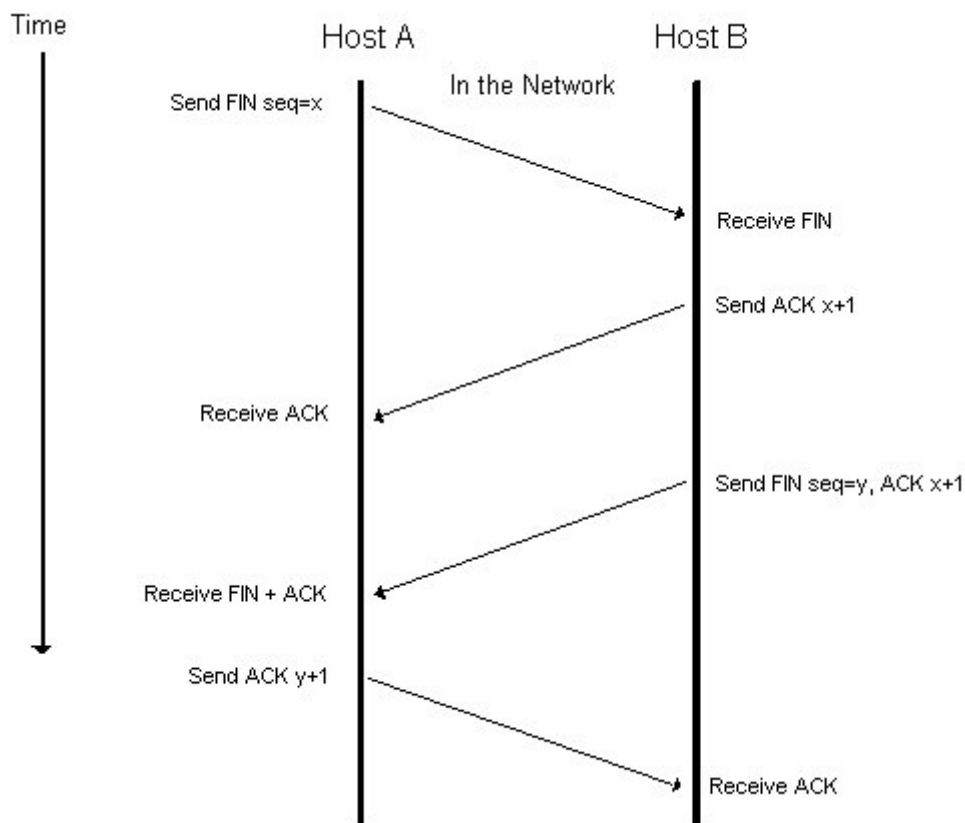 Time
Host A
Host B
In the Network
Send FIN seq=x
Receive FIN
Send ACK x+1
Receive ACK
Send FIN seq=y, ACK x+1
Receive FIN + ACK
Send ACK y+1
Receive ACK